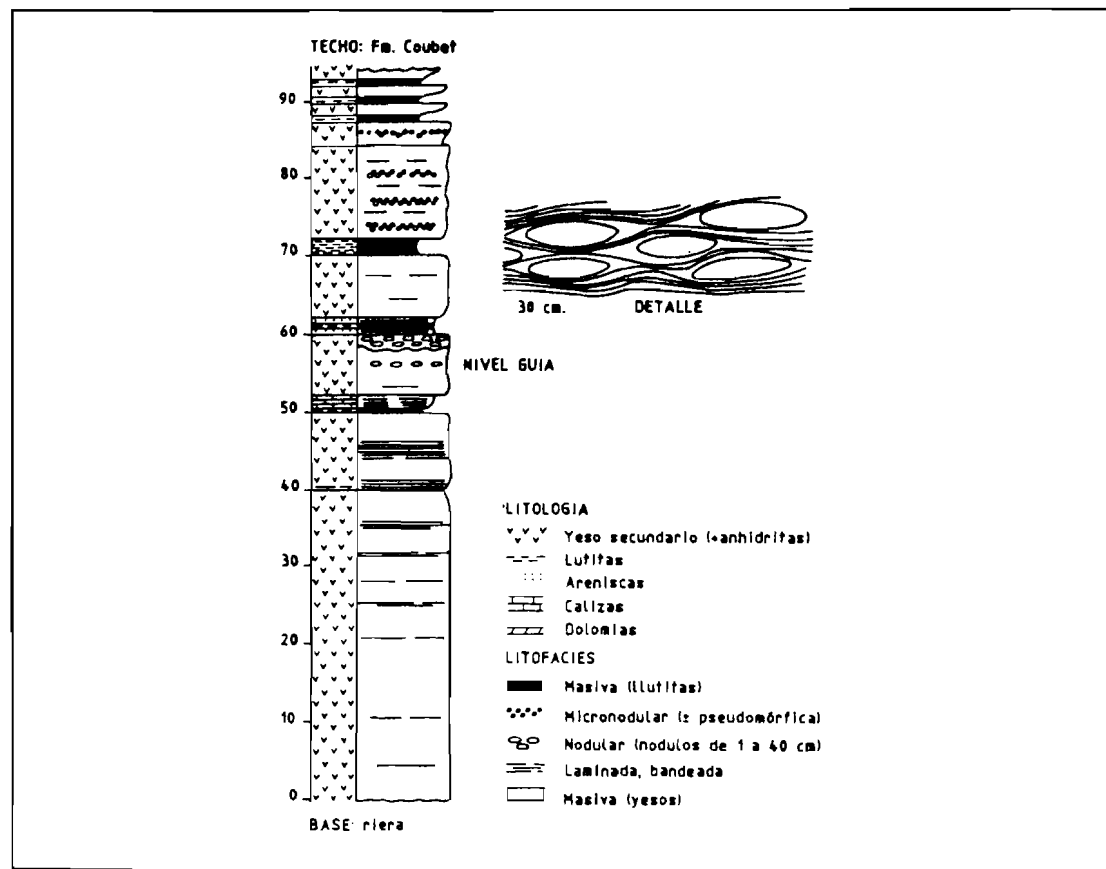 TECHO: Fm. Coubet
90
80
70
60
50
40
30
20
10
0
BASE: riera
NIVEL GUIA
30 cm. DETALLE
LITOLOGIA
Yeso secundario (+anhidritas)
Lutitas
Areniscas
Calizas
Dolomias
LITOFACIES
Masiva (llutitas)
Micronodular (± pseudomórfica)
Nodular (nodulos de 1 a 40 cm)
Laminada, bandeada
Masiva (yesos)